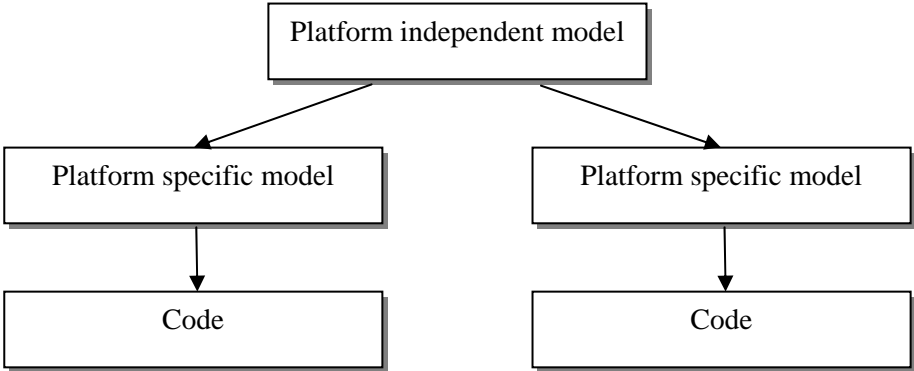 Platform independent model
Platform specific model
Platform specific model
Code
Code